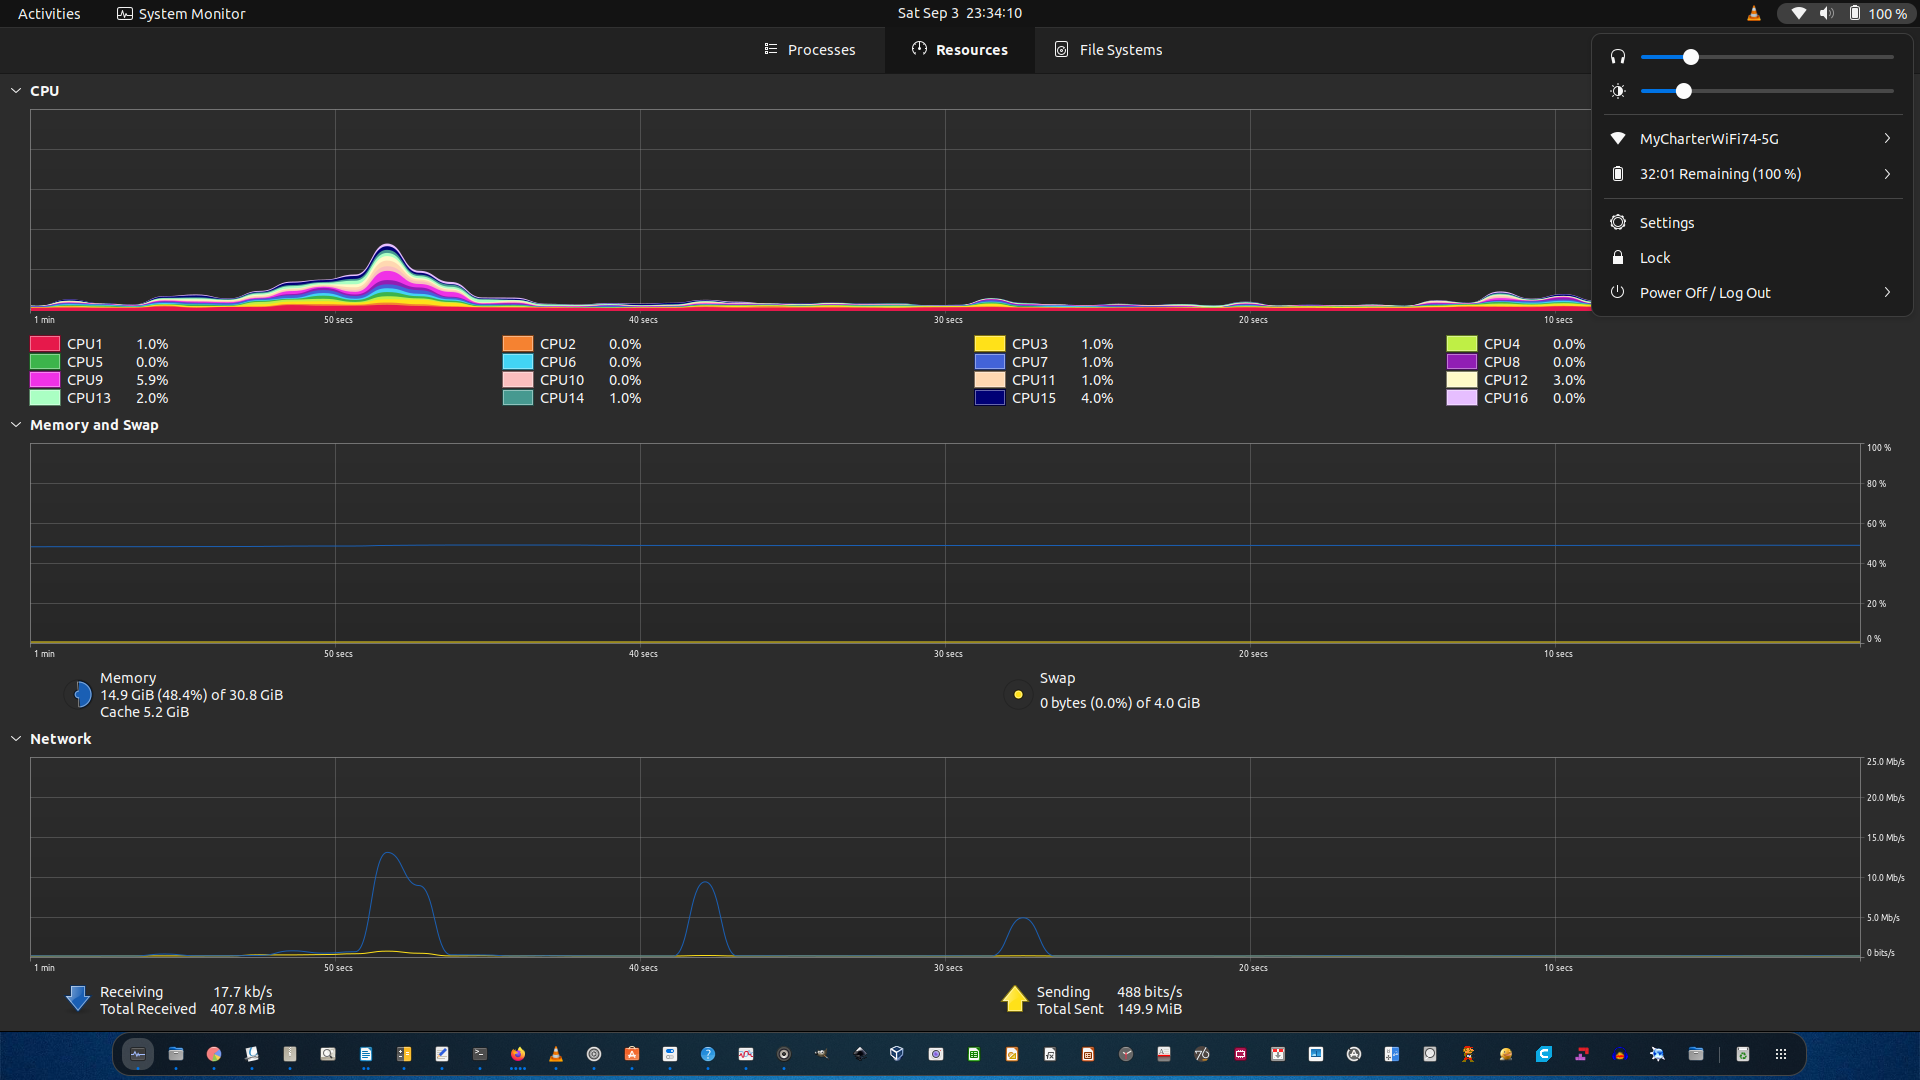 Activities System Monitor Sat Sep 3 23:34:10 100 %
Processes Resources File Systems
MyCharterWiFi74-5G
32:01 Remaining (100 %)
Settings
Lock
Power Off / Log Out
CPU
1 min 50 secs 40 secs 30 secs 20 secs 10 secs
CPU1 1.0% CPU2 0.0% CPU3 1.0% CPU4 0.0%
CPU5 0.0% CPU6 0.0% CPU7 1.0% CPU8 0.0%
CPU9 5.9% CPU10 0.0% CPU11 1.0% CPU12 3.0%
CPU13 2.0% CPU14 1.0% CPU15 4.0% CPU16 0.0%
Memory and Swap
100 %
80 %
60 %
40 %
20 %
0 %
1 min 50 secs 40 secs 30 secs 20 secs 10 secs
Memory
14.9 GiB (48.4%) of 30.8 GiB
Cache 5.2 GiB
Swap
0 bytes (0.0%) of 4.0 GiB
Network
25.0 Mb/s
20.0 Mb/s
15.0 Mb/s
10.0 Mb/s
5.0 Mb/s
0 bits/s
1 min 50 secs 40 secs 30 secs 20 secs 10 secs
Receiving 17.7 kb/s
Total Received 407.8 MiB
Sending 488 bits/s
Total Sent 149.9 MiB
76